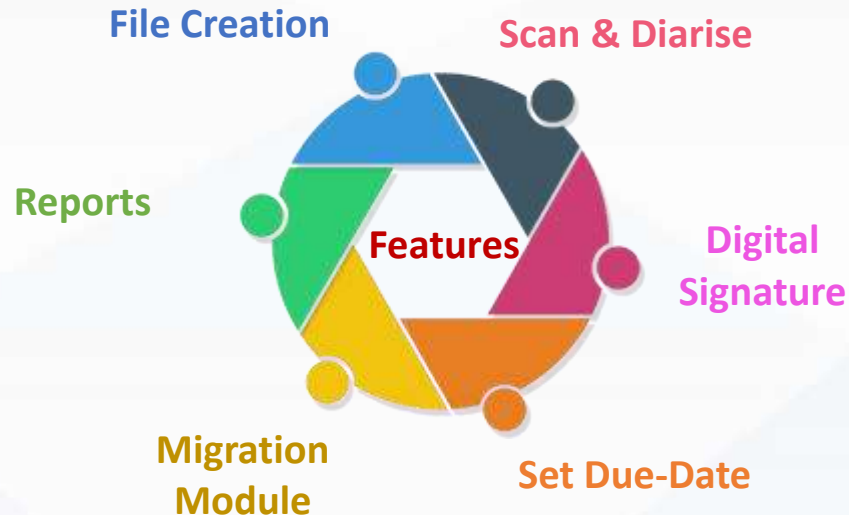 File Creation
Scan & Diarise
Reports
Features
Digital
Signature
Migration
Module
Set Due-Date